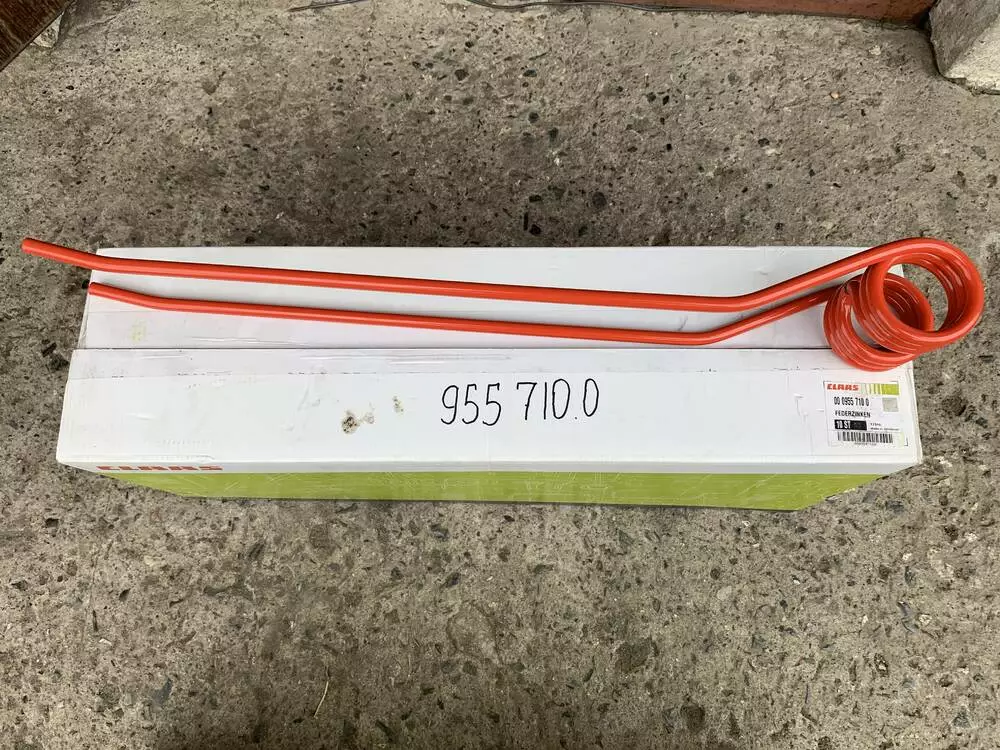 955 710.0
CLAAS
00 0955 710 0
FEDERZINKEN
10 ST
CLAAS